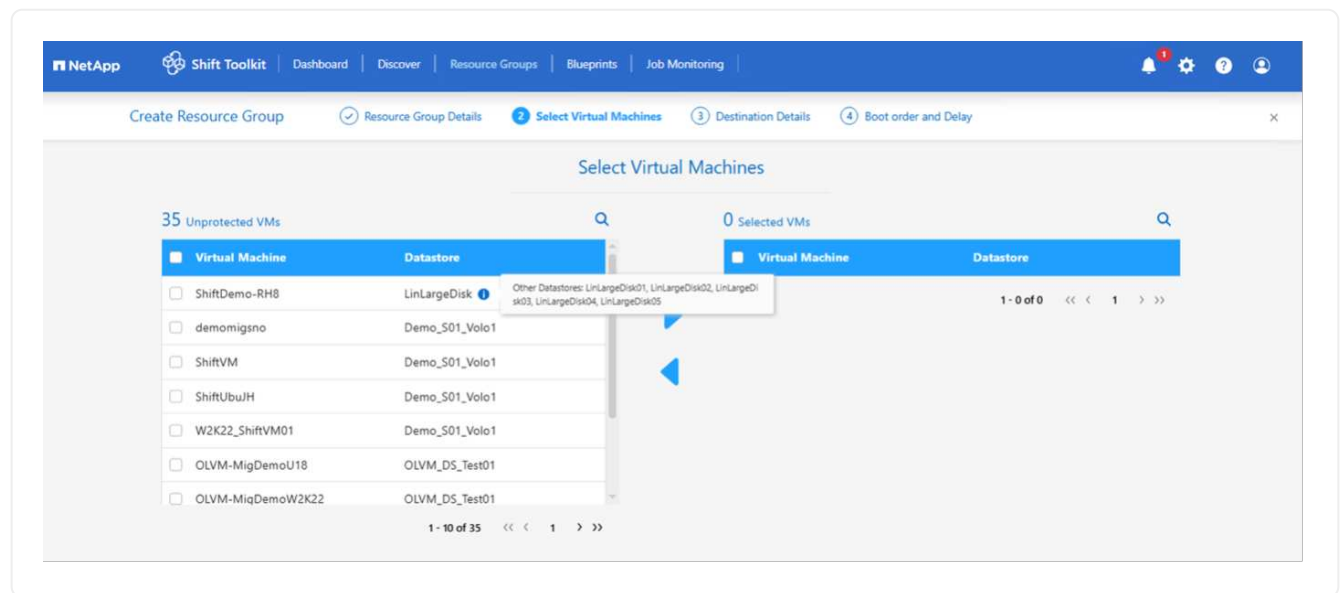 NetApp Shift Toolkit Dashboard Discover Resource Groups Blueprints Job Monitoring 1 ?
Create Resource Group Resource Group Details 2 Select Virtual Machines 3 Destination Details 4 Boot order and Delay ×
Select Virtual Machines
35 Unprotected VMs
Virtual Machine Datastore
ShiftDemo-RH8 LinLargeDisk i
Other Datastores: LinLargeDisk01, LinLargeDisk02, LinLargeDi
sk03, LinLargeDisk04, LinLargeDisk05
demomigsno Demo_S01_Volo1
ShiftVM Demo_S01_Volo1
ShiftUbuJH Demo_S01_Volo1
W2K22_ShiftVM01 Demo_S01_Volo1
OLVM-MigDemoU18 OLVM_DS_Test01
OLVM-MigDemoW2K22 OLVM_DS_Test01
1 - 10 of 35 << < 1 > >>
0 Selected VMs
Virtual Machine Datastore
1 - 0 of 0 << < 1 > >>